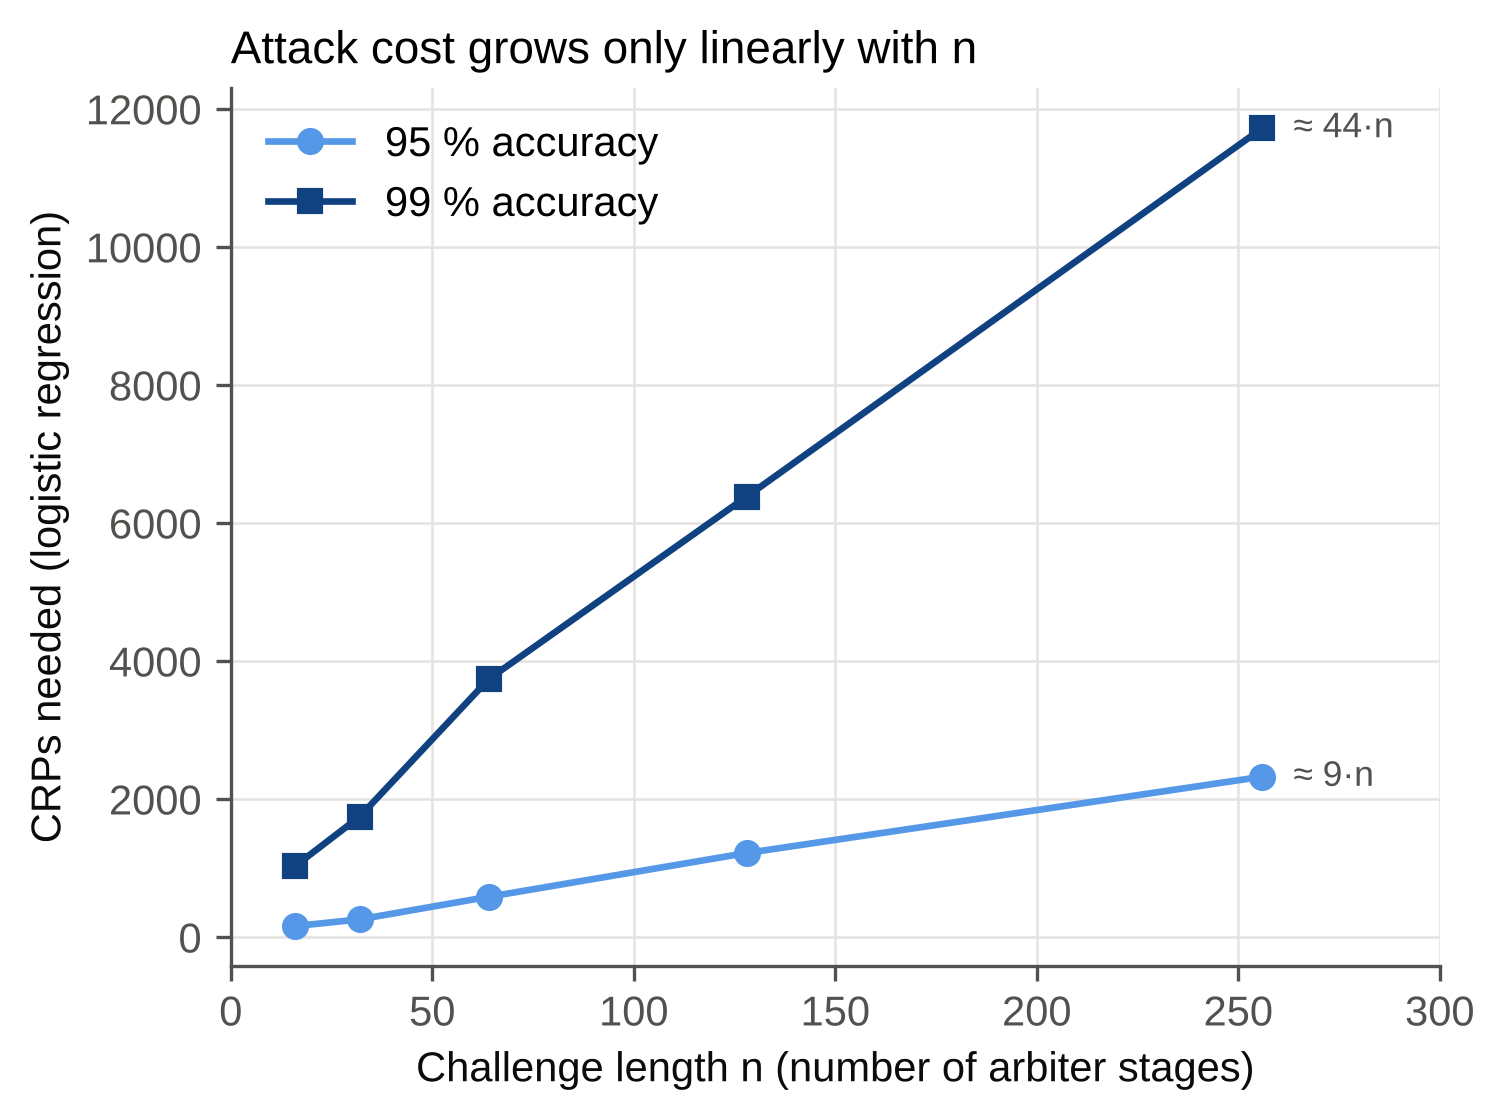 Attack cost grows only linearly with n
95 % accuracy
99 % accuracy
≈ 44·n
≈ 9·n
CRPs needed (logistic regression)
12000
10000
8000
6000
4000
2000
0
0 50 100 150 200 250 300
Challenge length n (number of arbiter stages)